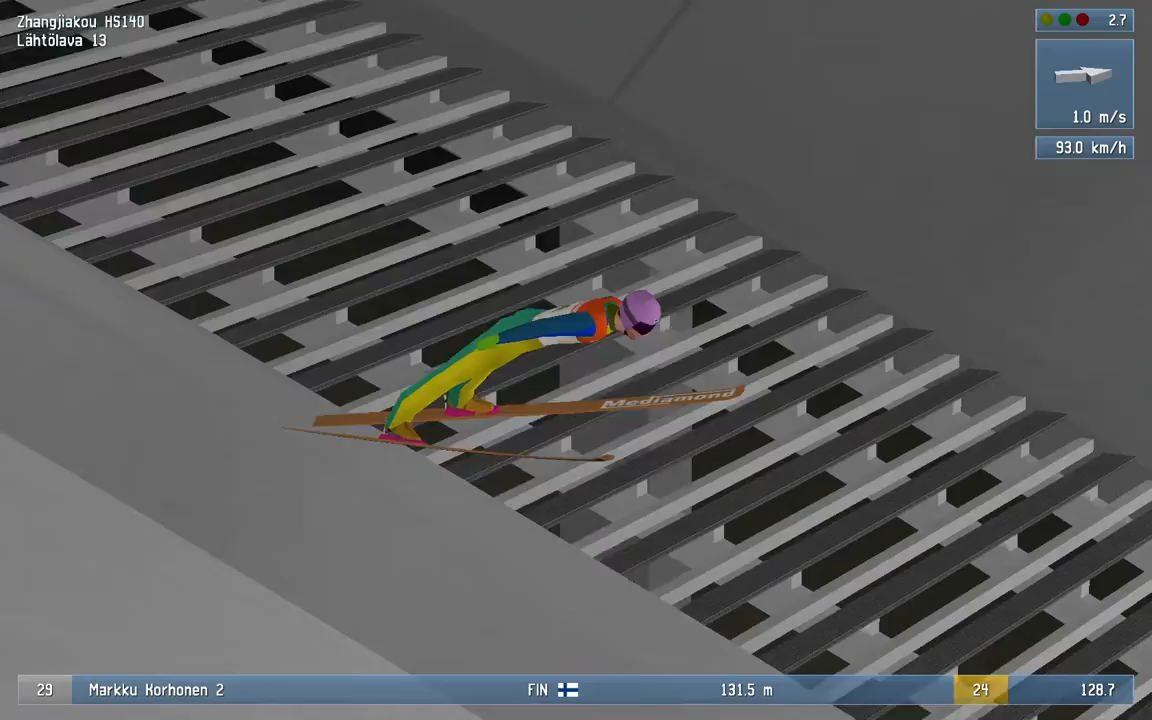 Zhangjiakou HS140
Lähtölava 13
2.7
1.0 m/s
93.0 km/h
Mediamond
29 Markku Korhonen 2 FIN 131.5 m 24 128.7